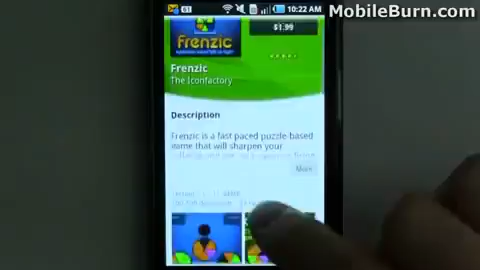 MobileBurn.com
61
10:22 AM
Frenzic
$1.99
Frenzic
The Iconfactory
Description
Frenzic is a fast paced puzzle-based
game that will sharpen your
More